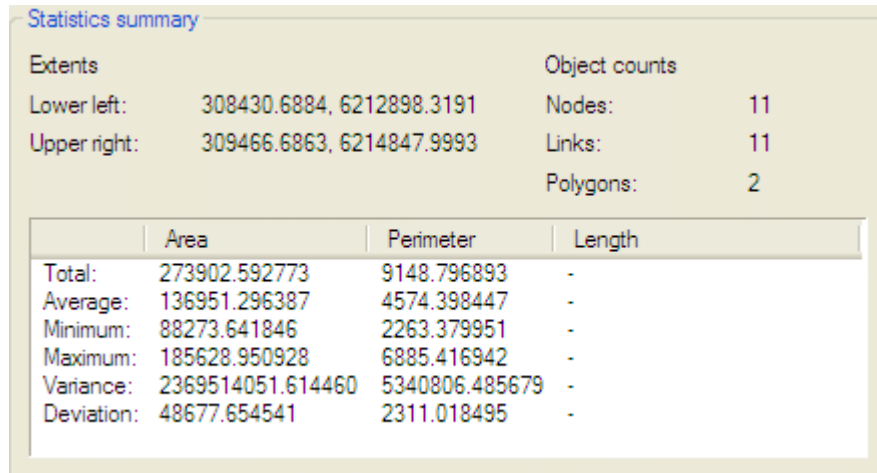 Statistics summary
Extents Object counts
Lower left: 308430.6884, 6212898.3191 Nodes: 11
Upper right: 309466.6863, 6214847.9993 Links: 11
Polygons: 2
Area Perimeter Length
Total: 273902.592773 9148.796893 -
Average: 136951.296387 4574.398447 -
Minimum: 88273.641846 2263.379951 -
Maximum: 185628.950928 6885.416942 -
Variance: 2369514051.614460 5340806.485679 -
Deviation: 48677.654541 2311.018495 -